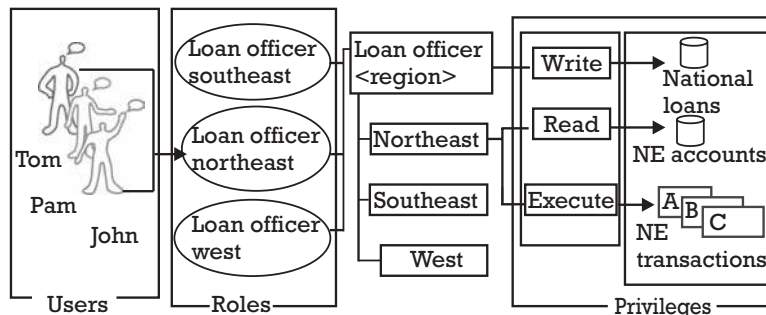 Tom
Pam
John
Users
Loan officer
southeast
Loan officer
northeast
Loan officer
west
Roles
Loan officer
<region>
Northeast
Southeast
West
Write
Read
Execute
National
loans
NE accounts
A
B
C
NE
transactions
Privileges